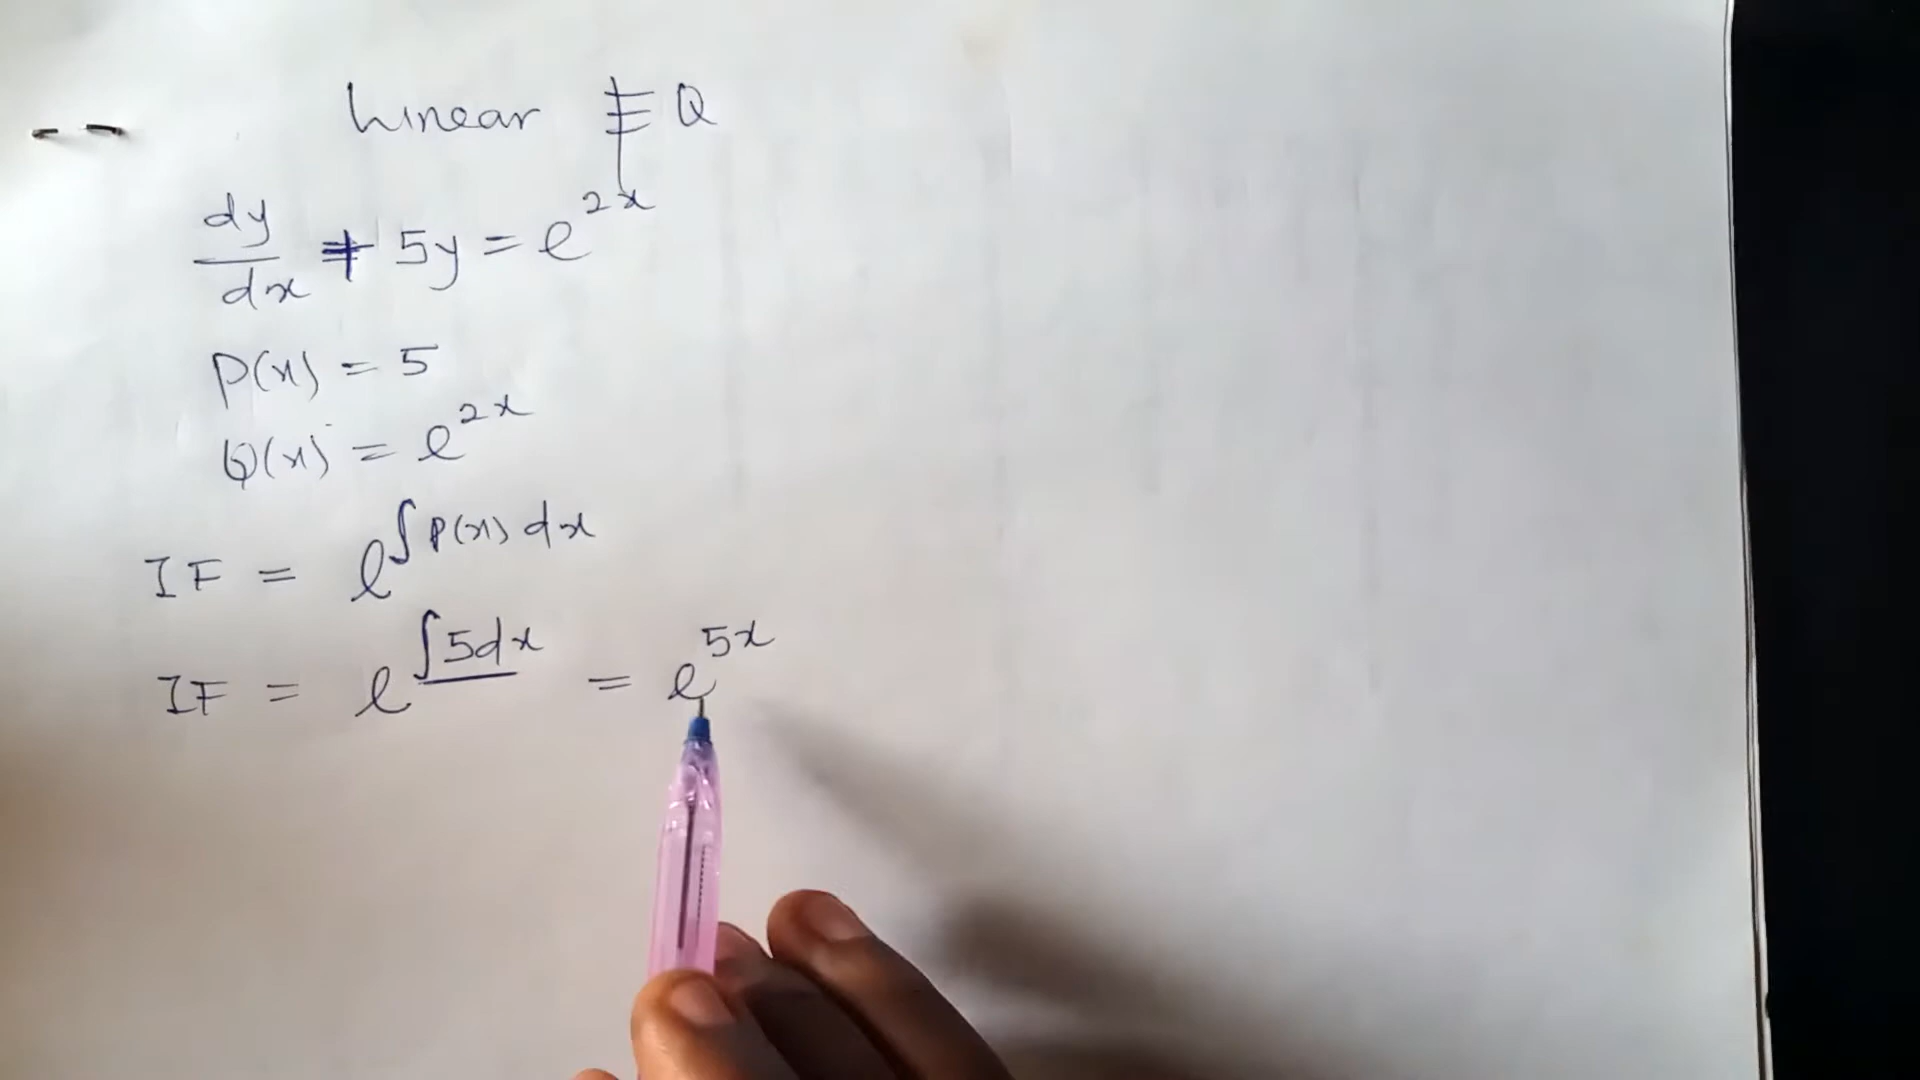 Linear EQ
dy/dx + 5y = e^{2x}
P(x) = 5
Q(x) = e^{2x}
IF = e^{∫P(x) dx}
IF = e^{∫5dx} = e^{5x}